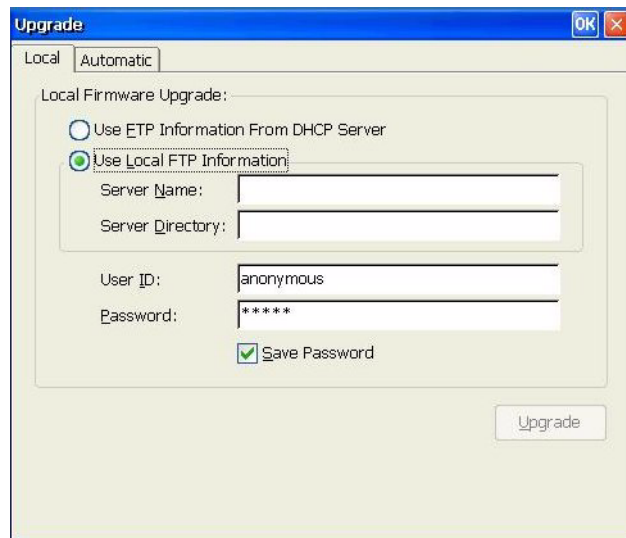 Upgrade OK
Local Automatic
Local Firmware Upgrade:
Use FTP Information From DHCP Server
Use Local FTP Information
Server Name:
Server Directory:
User ID: anonymous
Password: *****
Save Password
Upgrade